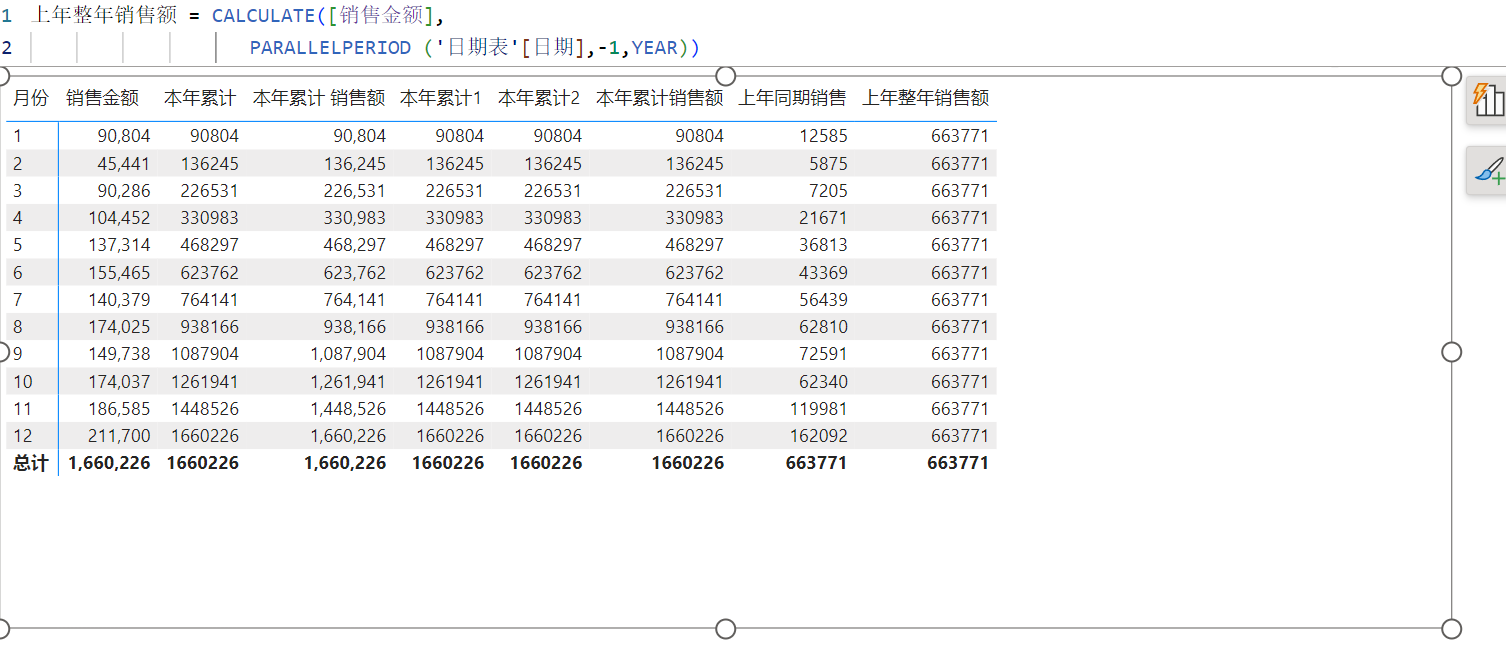 1 上年整年销售额 = CALCULATE([销售金额],
2 PARALLELPERIOD ('日期表'[日期],-1,YEAR))
月份 销售金额 本年累计 本年累计 销售额 本年累计1 本年累计2 本年累计销售额 上年同期销售 上年整年销售额
1 90,804 90804 90,804 90804 90804 90804 12585 663771
2 45,441 136245 136,245 136245 136245 136245 5875 663771
3 90,286 226531 226,531 226531 226531 226531 7205 663771
4 104,452 330983 330,983 330983 330983 330983 21671 663771
5 137,314 468297 468,297 468297 468297 468297 36813 663771
6 155,465 623762 623,762 623762 623762 623762 43369 663771
7 140,379 764141 764,141 764141 764141 764141 56439 663771
8 174,025 938166 938,166 938166 938166 938166 62810 663771
9 149,738 1087904 1,087,904 1087904 1087904 1087904 72591 663771
10 174,037 1261941 1,261,941 1261941 1261941 1261941 62340 663771
11 186,585 1448526 1,448,526 1448526 1448526 1448526 119981 663771
12 211,700 1660226 1,660,226 1660226 1660226 1660226 162092 663771
总计 1,660,226 1660226 1,660,226 1660226 1660226 1660226 663771 663771